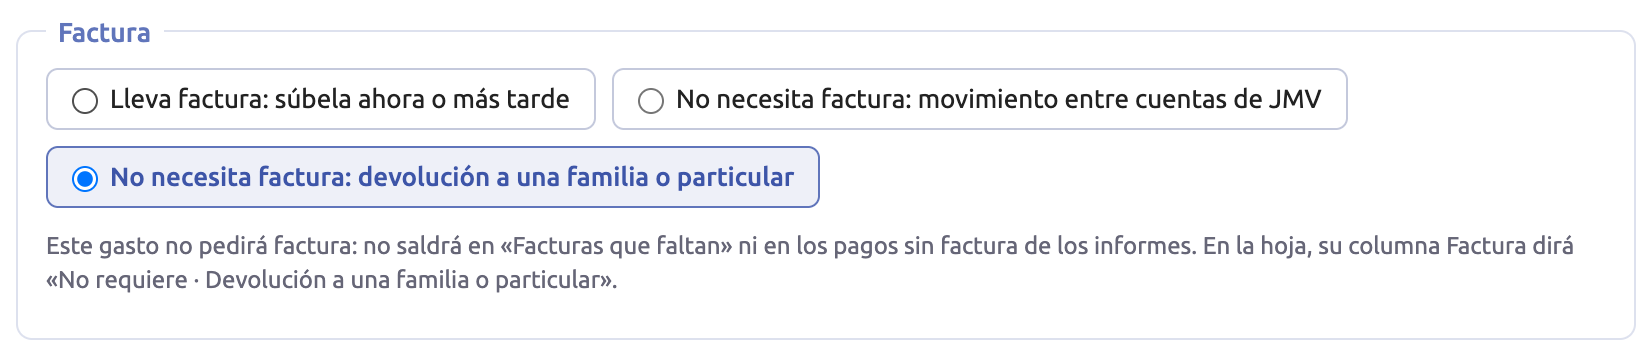 Factura
Lleva factura: súbela ahora o más tarde
No necesita factura: movimiento entre cuentas de JMV
No necesita factura: devolución a una familia o particular
Este gasto no pedirá factura: no saldrá en «Facturas que faltan» ni en los pagos sin factura de los informes. En la hoja, su columna Factura dirá
«No requiere · Devolución a una familia o particular».